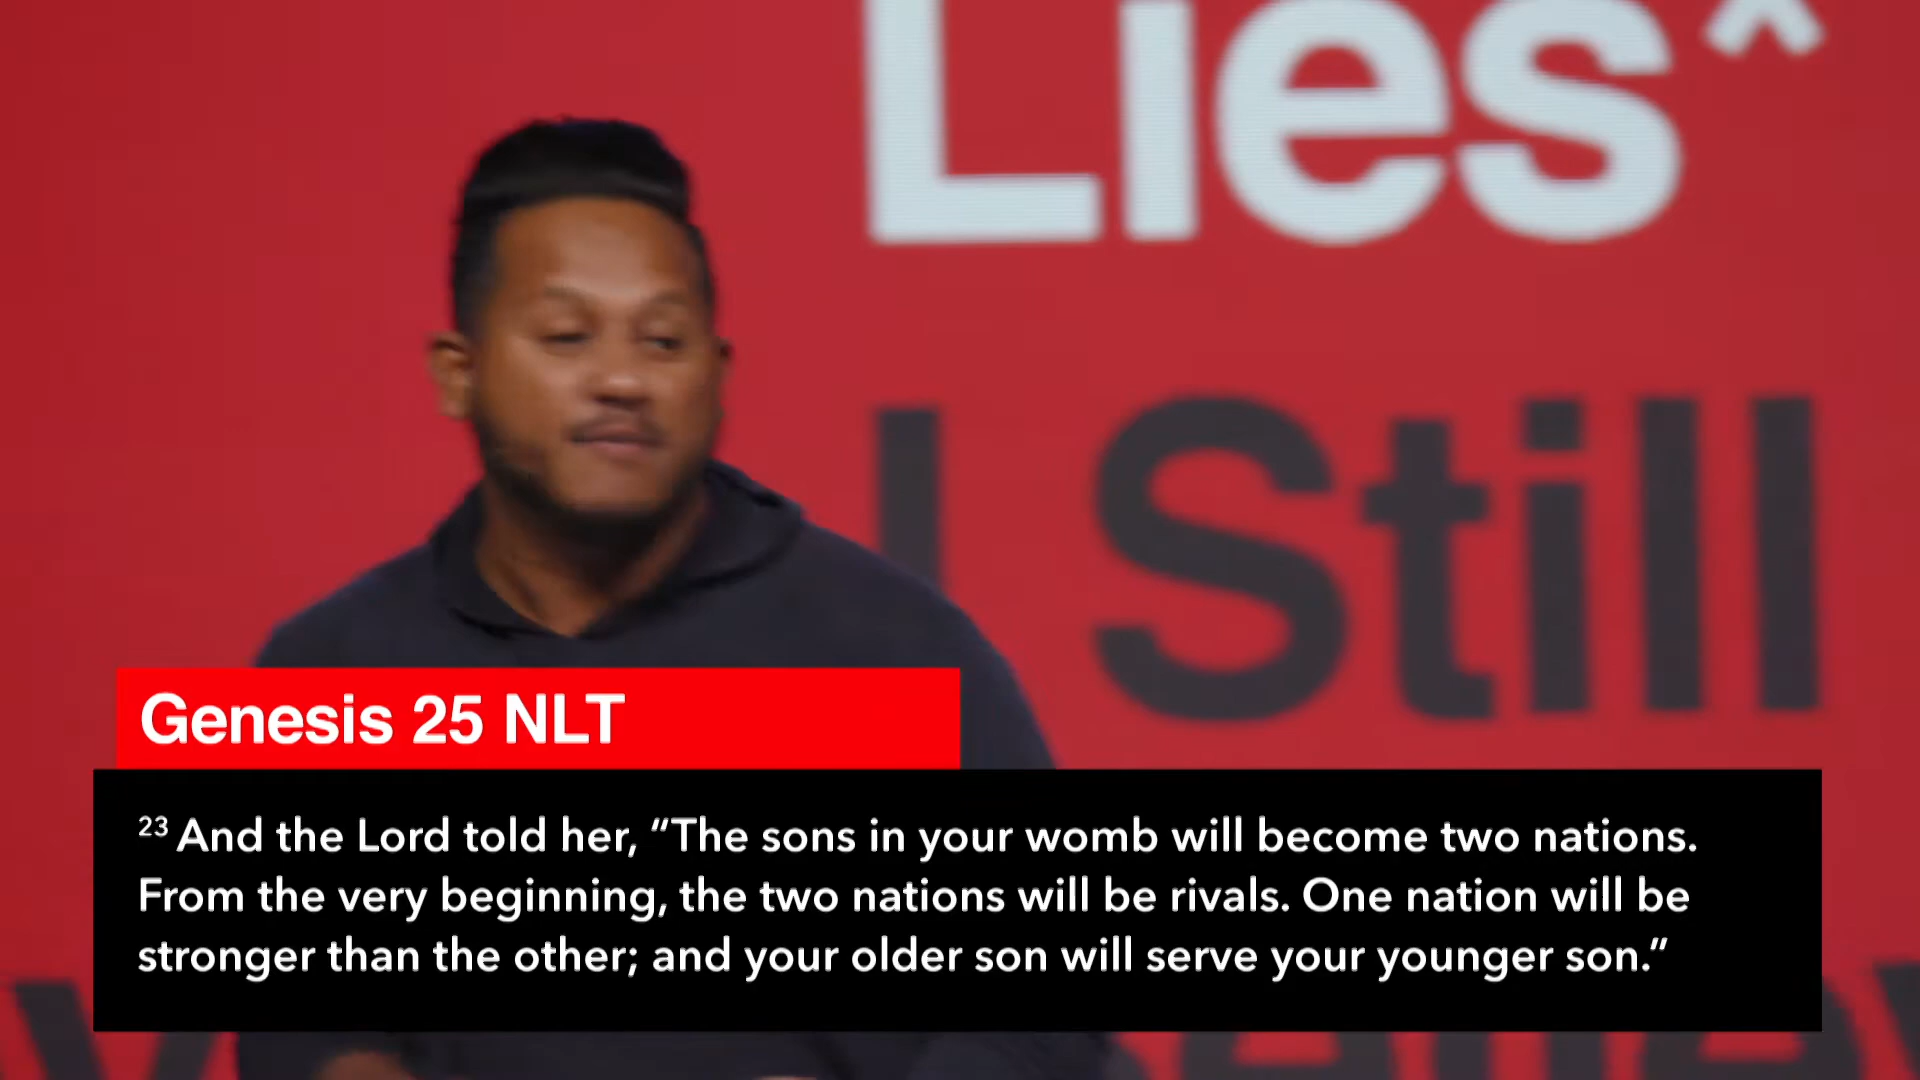 Lies^
I Still
Genesis 25 NLT
23 And the Lord told her, “The sons in your womb will become two nations.
From the very beginning, the two nations will be rivals. One nation will be
stronger than the other; and your older son will serve your younger son.”